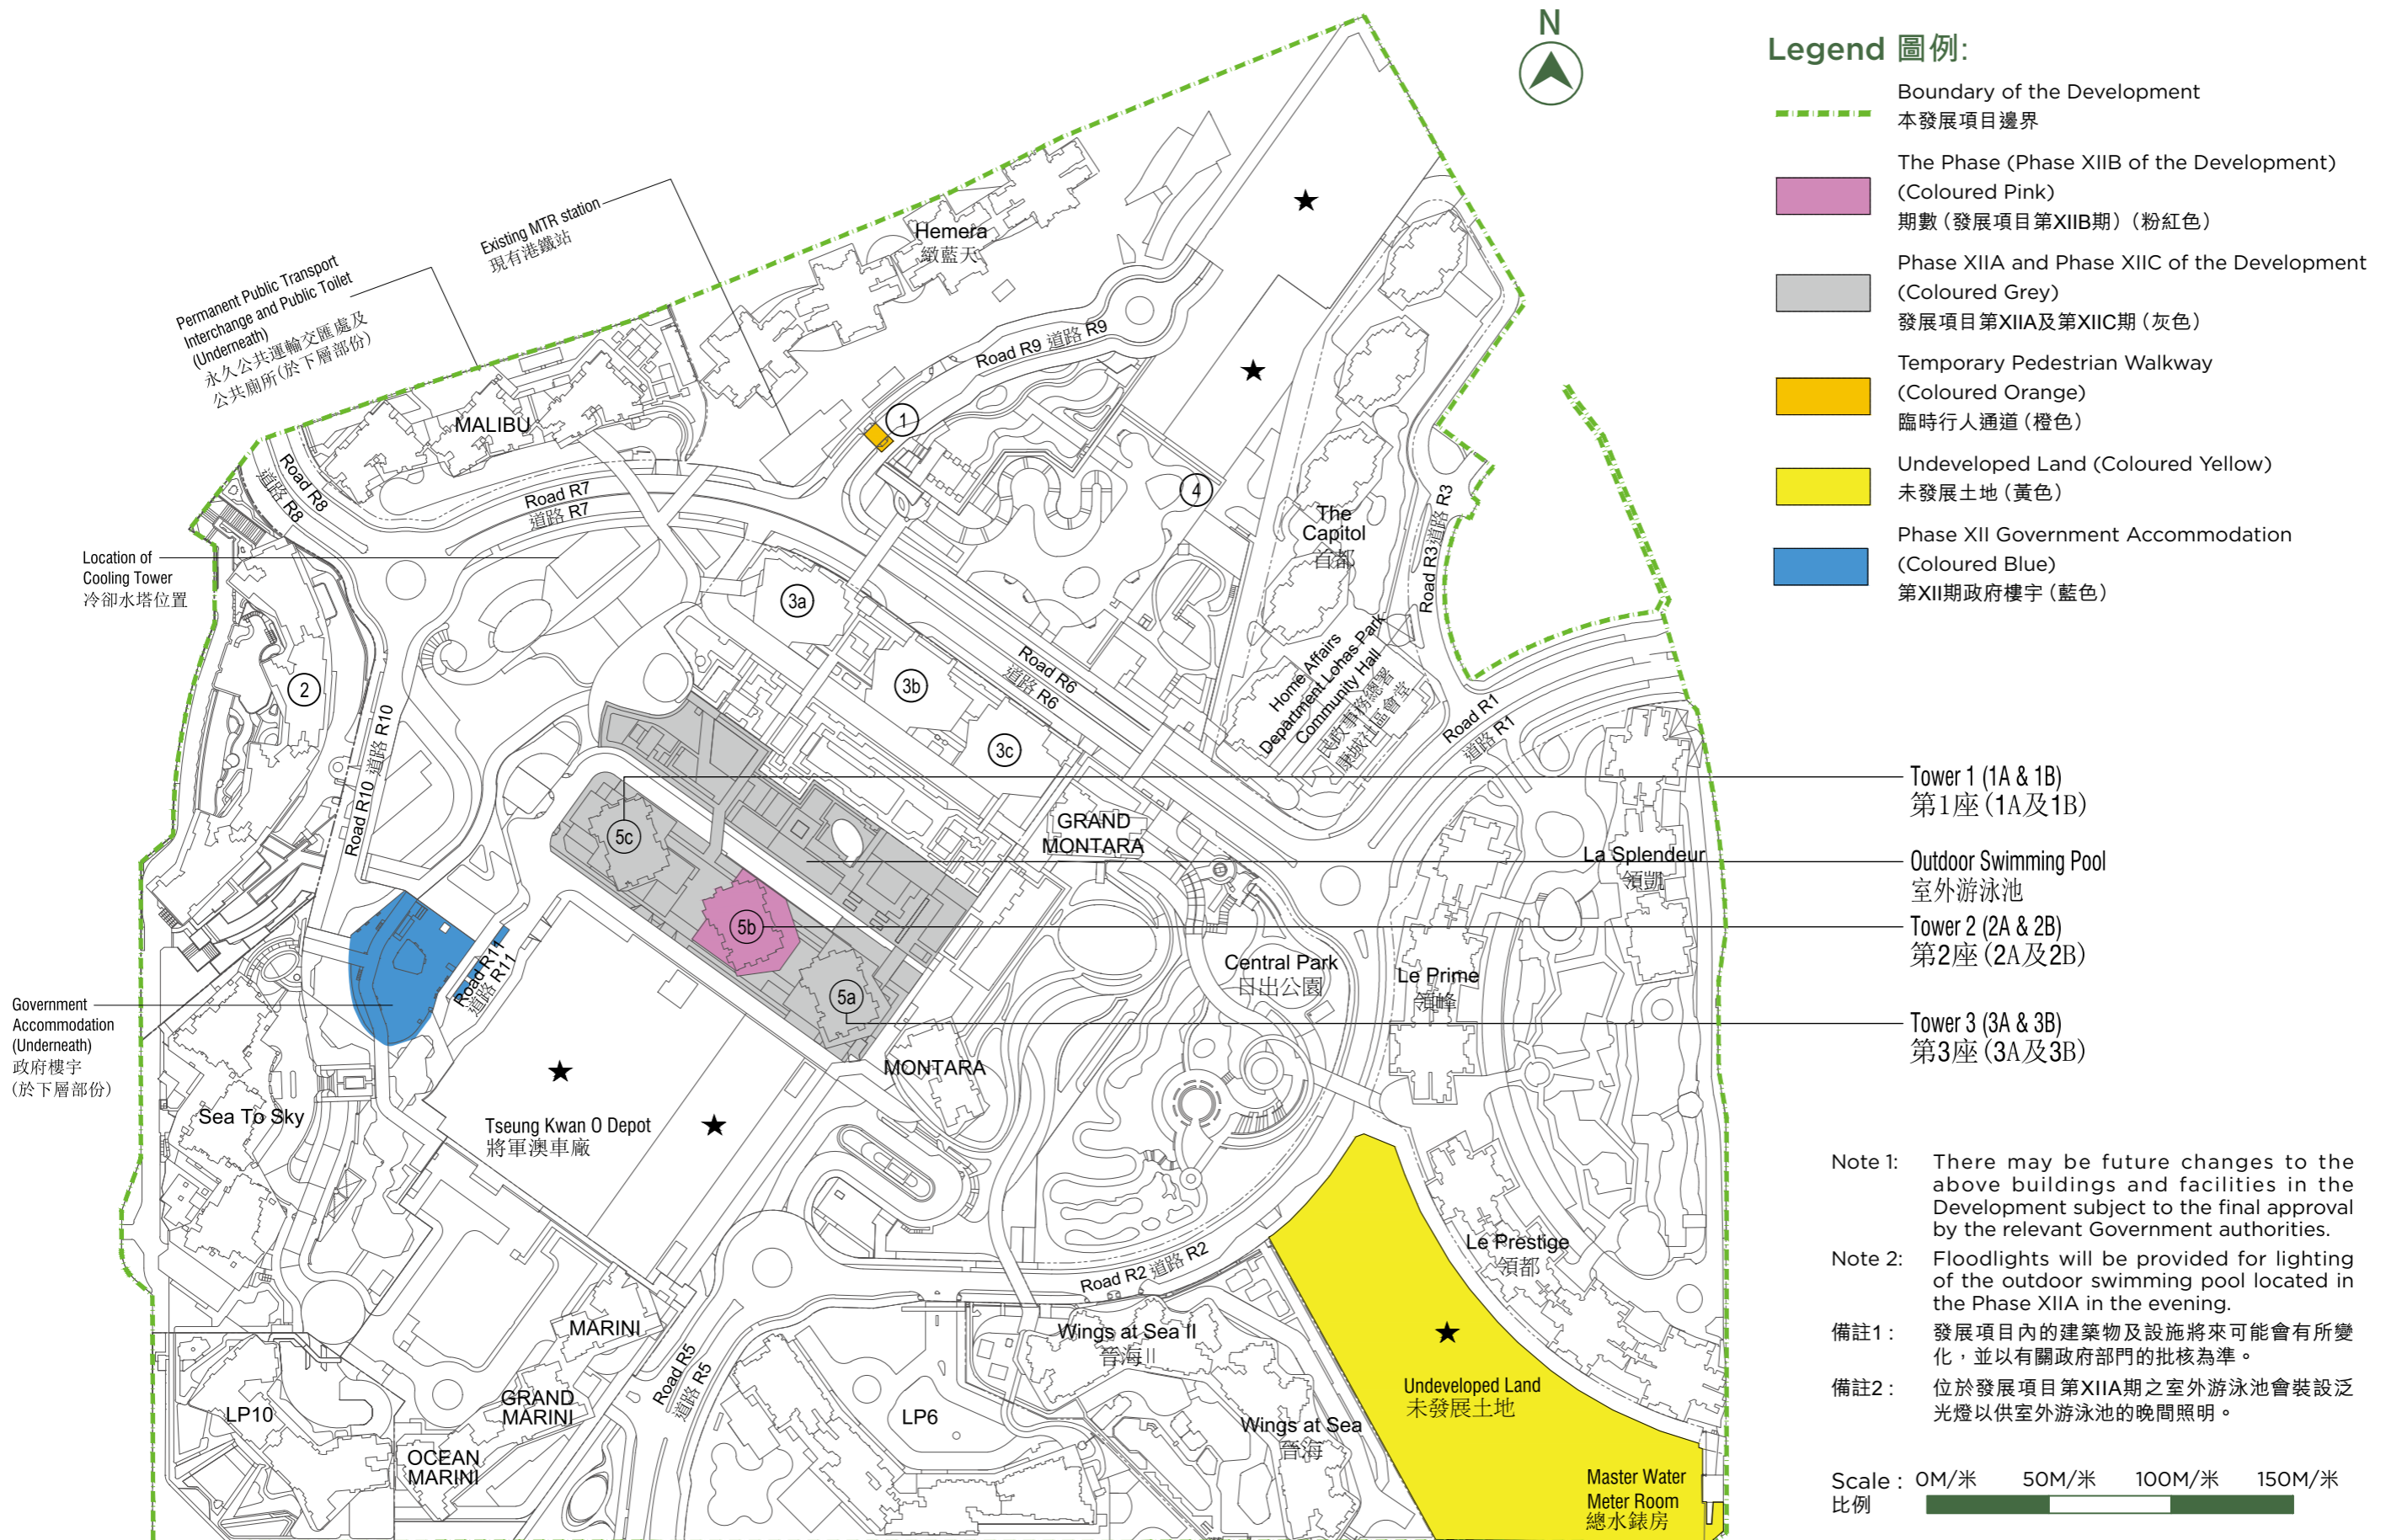 N
Legend 圖例:
Boundary of the Development
本發展項目邊界
The Phase (Phase XIIB of the Development)
(Coloured Pink)
期數 (發展項目第XIIB期) (粉紅色)
Phase XIIA and Phase XIIC of the Development
(Coloured Grey)
發展項目第XIIA及第XIIC期 (灰色)
Temporary Pedestrian Walkway
(Coloured Orange)
臨時行人通道 (橙色)
Undeveloped Land (Coloured Yellow)
未發展土地 (黃色)
Phase XII Government Accommodation
(Coloured Blue)
第XII期政府樓宇 (藍色)
Permanent Public Transport
Interchange and Public Toilet
(Underneath)
永久公共運輸交匯處及
公共廁所(於下層部份)
Existing MTR station
現有港鐵站
Hemera
緻藍天
MALIBU
Road R9 道路 R9
1
Road R8
道路 R8
Road R7
道路 R7
4
The
Capitol
首都
Road R3 道路 R3
Location of
Cooling Tower
冷卻水塔位置
3a
2
3b
3c
Road R6
道路 R6
Home Affairs
Department Lohas Park
Community Hall
民政事務總署
康城社區會堂
Road R1
道路 R1
Road R10 道路 R10
Tower 1 (1A & 1B)
第1座 (1A及1B)
5c
GRAND
MONTARA
La Splendeur
領凱
Outdoor Swimming Pool
室外游泳池
5b
Tower 2 (2A & 2B)
第2座 (2A及2B)
Road R11
道路 R11
Central Park
日出公園
Le Prime
領峰
5a
Tower 3 (3A & 3B)
第3座 (3A及3B)
Government
Accommodation
(Underneath)
政府樓宇
(於下層部份)
MONTARA
Sea To Sky
Tseung Kwan O Depot
將軍澳車廠
Note 1: There may be future changes to the
above buildings and facilities in the
Development subject to the final approval
by the relevant Government authorities.
Note 2: Floodlights will be provided for lighting
of the outdoor swimming pool located in
the Phase XIIA in the evening.
備註1 : 發展項目內的建築物及設施將來可能會有所變
化，並以有關政府部門的批核為準。
備註2 : 位於發展項目第XIIA期之室外游泳池會裝設泛
光燈以供室外游泳池的晚間照明。
Le Prestige
領都
Road R2 道路 R2
MARINI
Wings at Sea II
晉海II
Road R5
道路 R5
GRAND
MARINI
Undeveloped Land
未發展土地
LP10
LP6
Wings at Sea
晉海
OCEAN
MARINI
Master Water
Meter Room
總水錶房
Scale : 0M/米 50M/米 100M/米 150M/米
比例